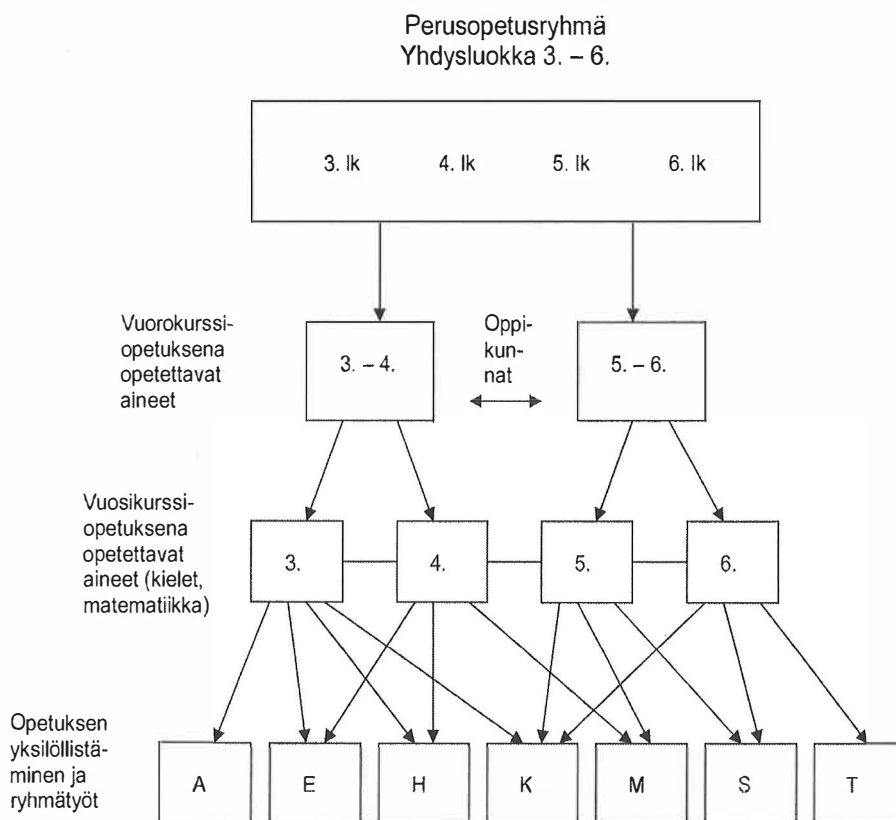 Perusopetusryhmä
Yhdysluokka 3. – 6.
3. lk 4. lk 5. lk 6. lk
Vuorokurssi-
opetuksena
opetettavat
aineet
3. – 4.
Oppi-
kun-
nat
5. – 6.
Vuosikurssi-
opetuksena
opetettavat
aineet (kielet,
matematiikka)
3. 4. 5. 6.
Opetuksen
yksilöllistä-
minen ja
ryhmätyöt
A E H K M S T